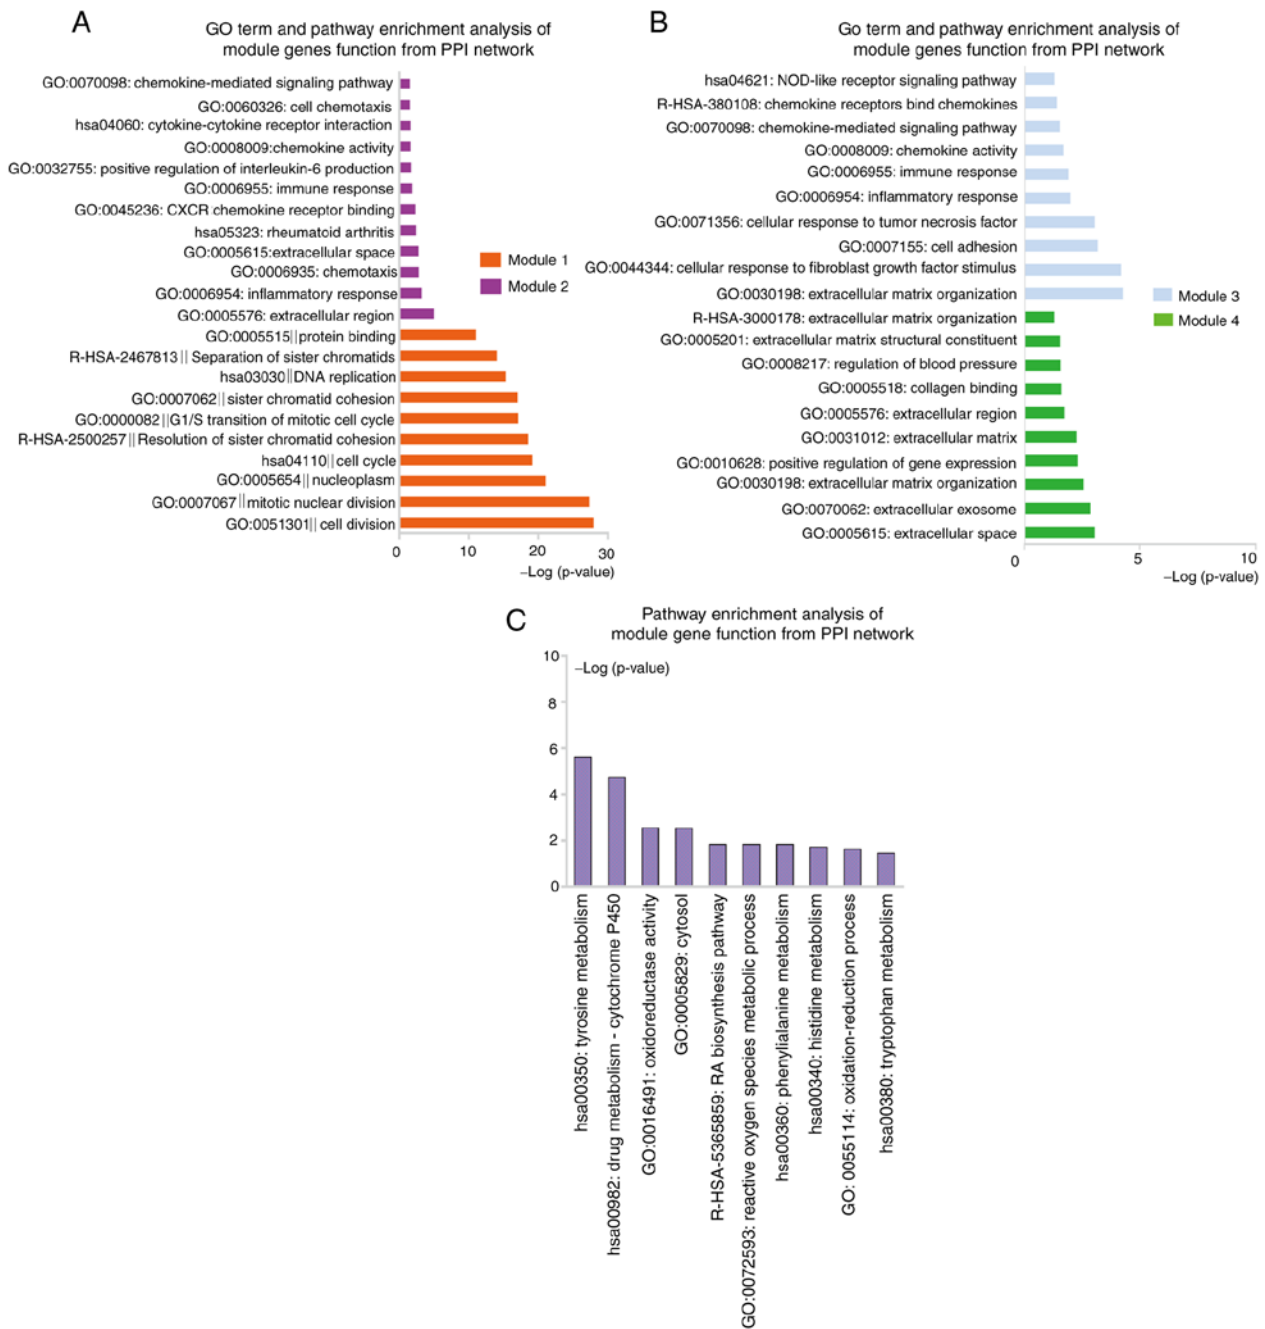 A
GO term and pathway enrichment analysis of
module genes function from PPI network
GO:0070098: chemokine-mediated signaling pathway
GO:0060326: cell chemotaxis
hsa04060: cytokine-cytokine receptor interaction
GO:0008009:chemokine activity
GO:0032755: positive regulation of interleukin-6 production
GO:0006955: immune response
GO:0045236: CXCR chemokine receptor binding
hsa05323: rheumatoid arthritis
GO:0005615:extracellular space
GO:0006935: chemotaxis
GO:0006954: inflammatory response
GO:0005576: extracellular region
GO:0005515||protein binding
R-HSA-2467813|| Separation of sister chromatids
hsa03030||DNA replication
GO:0007062||sister chromatid cohesion
GO:0000082||G1/S transition of mitotic cell cycle
R-HSA-2500257||Resolution of sister chromatid cohesion
hsa04110||cell cycle
GO:0005654||nucleoplasm
GO:0007067||mitotic nuclear division
GO:0051301||cell division
Module 1
Module 2
0 10 20 30
–Log (p-value)
B
Go term and pathway enrichment analysis of
module genes function from PPI network
hsa04621: NOD-like receptor signaling pathway
R-HSA-380108: chemokine receptors bind chemokines
GO:0070098: chemokine-mediated signaling pathway
GO:0008009: chemokine activity
GO:0006955: immune response
GO:0006954: inflammatory response
GO:0071356: cellular response to tumor necrosis factor
GO:0007155: cell adhesion
GO:0044344: cellular response to fibroblast growth factor stimulus
GO:0030198: extracellular matrix organization
R-HSA-3000178: extracellular matrix organization
GO:0005201: extracellular matrix structural constituent
GO:0008217: regulation of blood pressure
GO:0005518: collagen binding
GO:0005576: extracellular region
GO:0031012: extracellular matrix
GO:0010628: positive regulation of gene expression
GO:0030198: extracellular matrix organization
GO:0070062: extracellular exosome
GO:0005615: extracellular space
Module 3
Module 4
0 5 10
–Log (p-value)
C
Pathway enrichment analysis of
module gene function from PPI network
–Log (p-value)
10
8
6
4
2
0
hsa00350: tyrosine metabolism
hsa00982: drug metabolism - cytochrome P450
GO:0016491: oxidoreductase activity
GO:0005829: cytosol
R-HSA-5365859: RA biosynthesis pathway
GO:0072593: reactive oxygen species metabolic process
hsa00360: phenylialanine metabolism
hsa00340: histidine metabolism
GO: 0055114: oxidation-reduction process
hsa00380: tryptophan metabolism